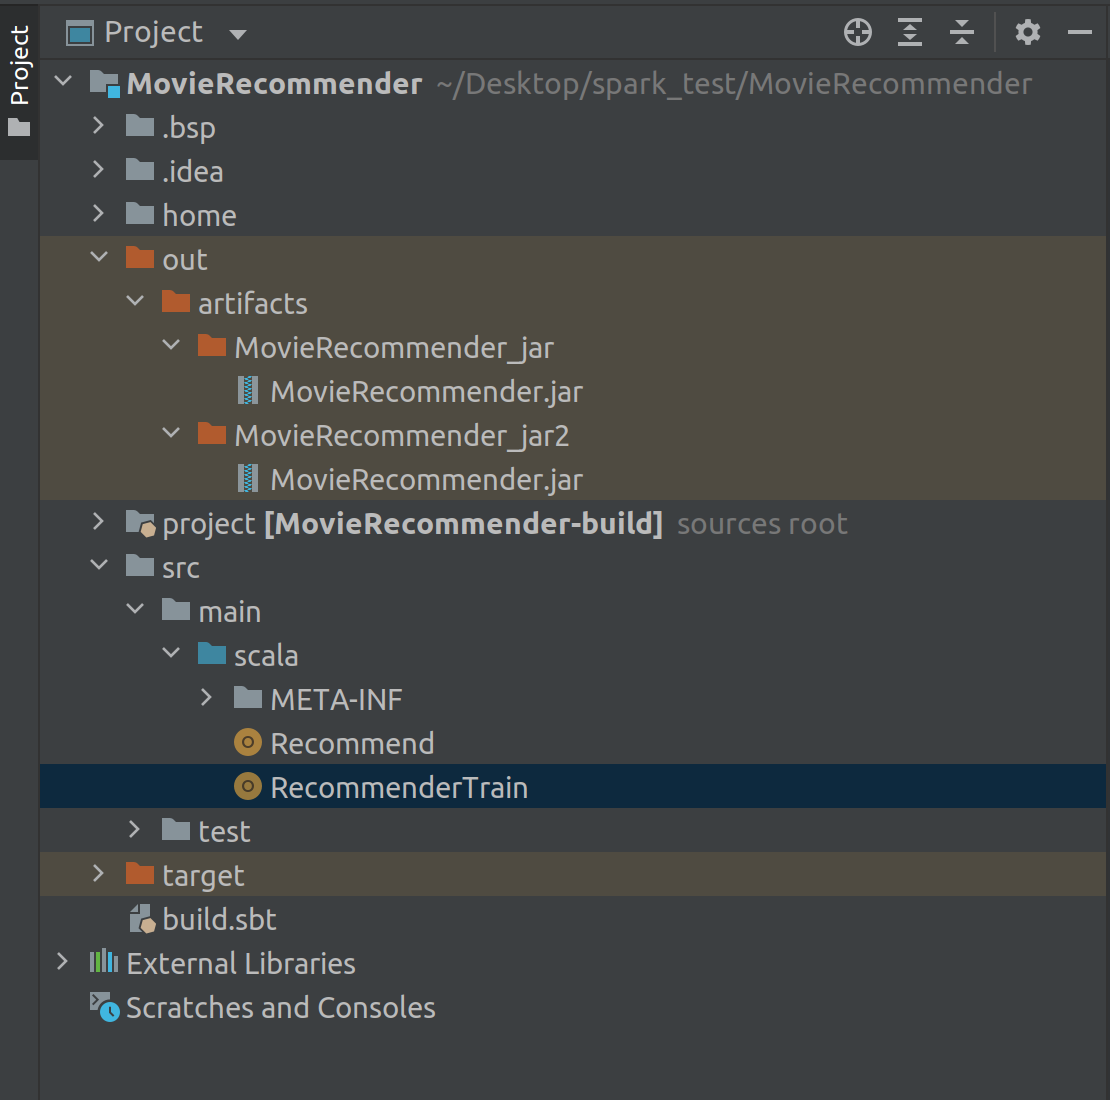 Project
Project
MovieRecommender ~/Desktop/spark_test/MovieRecommender
.bsp
.idea
home
out
artifacts
MovieRecommender_jar
MovieRecommender.jar
MovieRecommender_jar2
MovieRecommender.jar
project [MovieRecommender-build] sources root
src
main
scala
META-INF
Recommend
RecommenderTrain
test
target
build.sbt
External Libraries
Scratches and Consoles